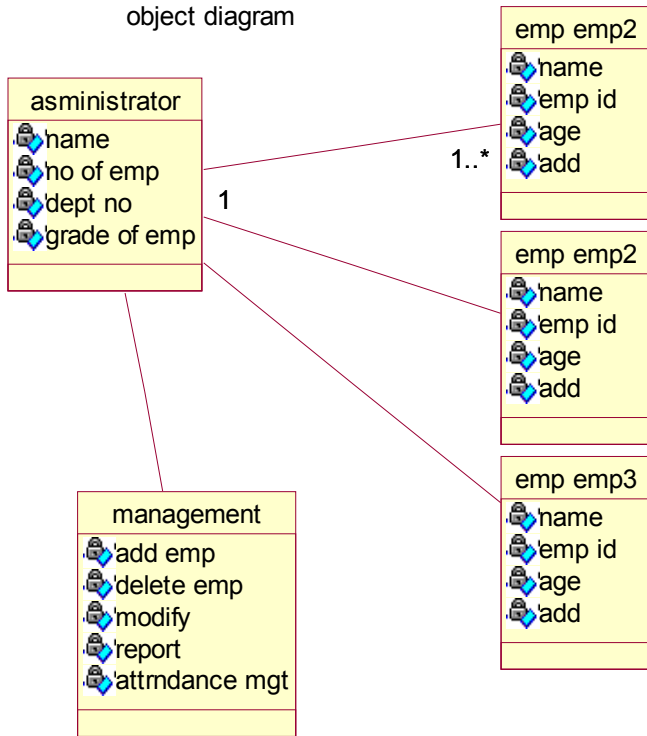 object diagram
asministrator
name
no of emp
dept no
grade of emp
1
1..*
emp emp2
name
emp id
age
add
emp emp2
name
emp id
age
add
emp emp3
name
emp id
age
add
management
add emp
delete emp
modify
report
attrndance mgt